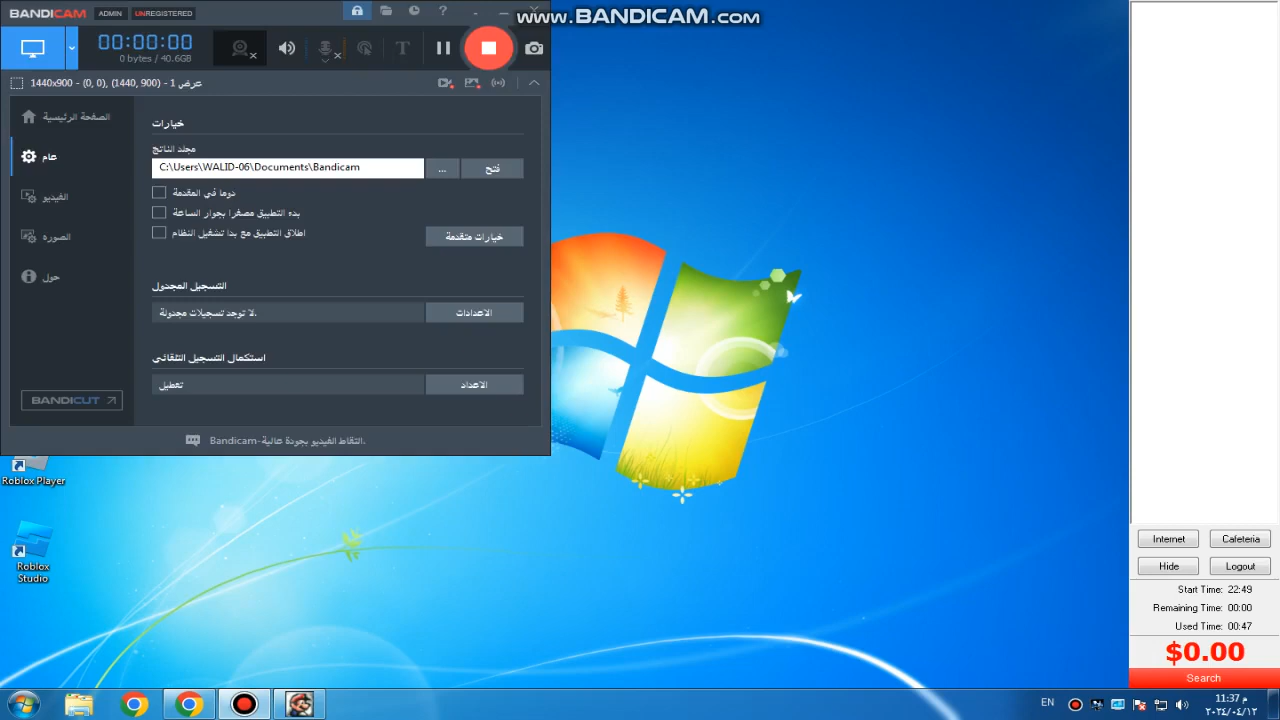 BANDICAM ADMIN UNREGISTERED
www.BANDICAM.com
00:00:00
0 bytes / 40.6GB
1440x900 - (0, 0), (1440, 900) - عرض 1
الصفحة الرئيسية
عام
الفيديو
الصوره
حول
BANDICUT
خيارات
مجلد الناتج
C:\Users\WALID-06\Documents\Bandicam
...
فتح
دوما في المقدمة
بدء التطبيق مصغرا بجوار الساعة
اطلاق التطبيق مع بدا تشغيل النظام
خيارات متقدمة
التسجيل المجدول
لا توجد تسجيلات مجدولة.
الاعدادات
استكمال التسجيل التلقائي
تعطيل
الاعداد
Bandicam-التقاط الفيديو بجودة عالية.
Roblox Player
Roblox
Studio
Internet
Cafeteria
Hide
Logout
Start Time: 22:49
Remaining Time: 00:00
Used Time: 00:47
$0.00
Search
EN
11:37 م
٢٠٢٤/٠٤/١٢